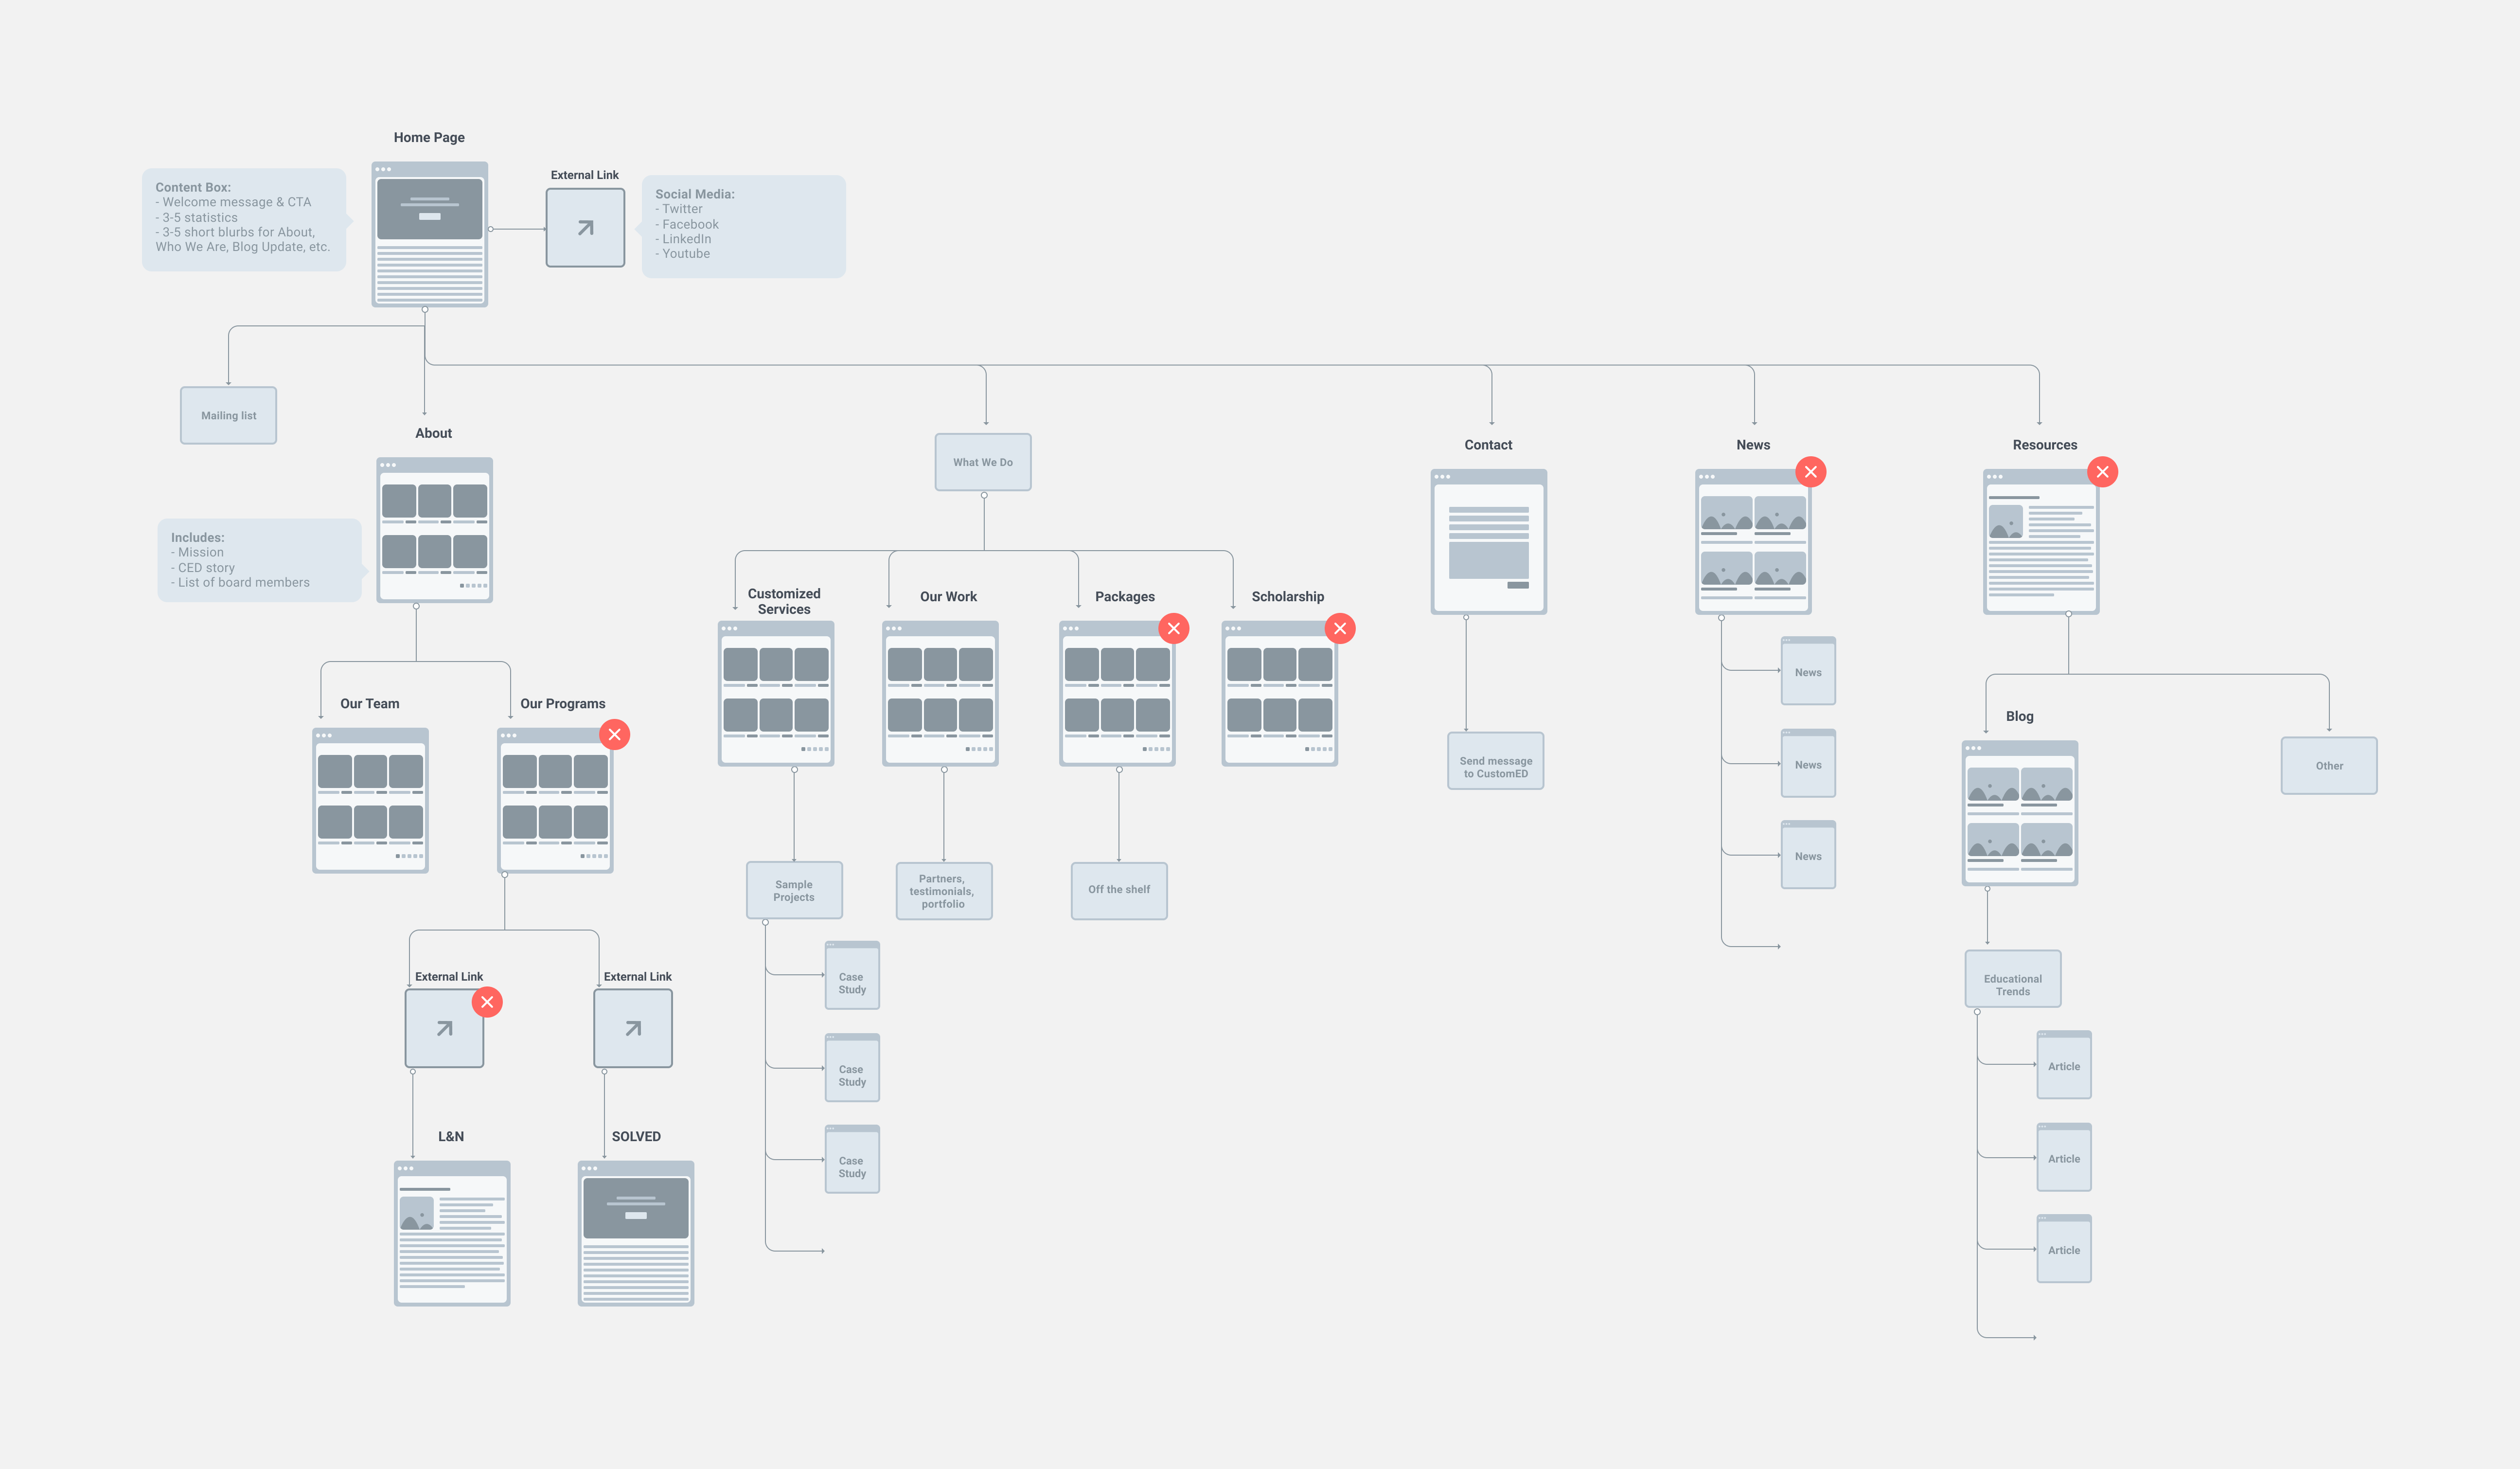 Home Page
Content Box:
- Welcome message & CTA
- 3-5 statistics
- 3-5 short blurbs for About,
Who We Are, Blog Update, etc.
External Link
Social Media:
- Twitter
- Facebook
- LinkedIn
- Youtube
Mailing list
About
Includes:
- Mission
- CED story
- List of board members
What We Do
Contact
News
Resources
Our Team
Our Programs
Customized
Services
Our Work
Packages
Scholarship
Send message
to CustomED
News
News
News
Blog
Other
Sample
Projects
Partners,
testimonials,
portfolio
Off the shelf
Case
Study
Case
Study
Case
Study
External Link
External Link
L&N
SOLVED
Educational
Trends
Article
Article
Article